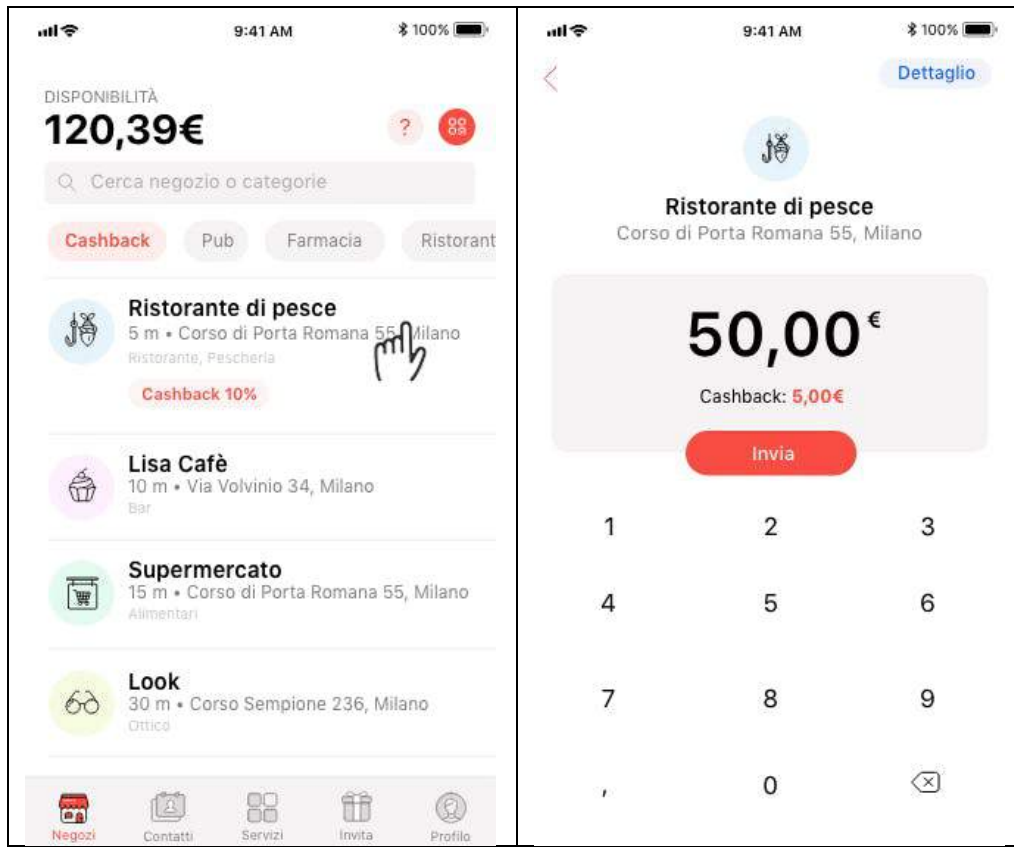 9:41 AM
100%
DISPONIBILITÀ
120,39€
?
Cerca negozio o categorie
Cashback
Pub
Farmacia
Ristorant
Ristorante di pesce
5 m • Corso di Porta Romana 55, Milano
Ristorante, Pescheria
Cashback 10%
Lisa Cafè
10 m • Via Volvinio 34, Milano
Bar
Supermercato
15 m • Corso di Porta Romana 55, Milano
Alimentari
Look
30 m • Corso Sempione 236, Milano
Ottico
Negozi
Contatti
Servizi
Invita
Profilo
9:41 AM
100%
Dettaglio
Ristorante di pesce
Corso di Porta Romana 55, Milano
50,00€
Cashback: 5,00€
Invia
1 2 3
4 5 6
7 8 9
, 0